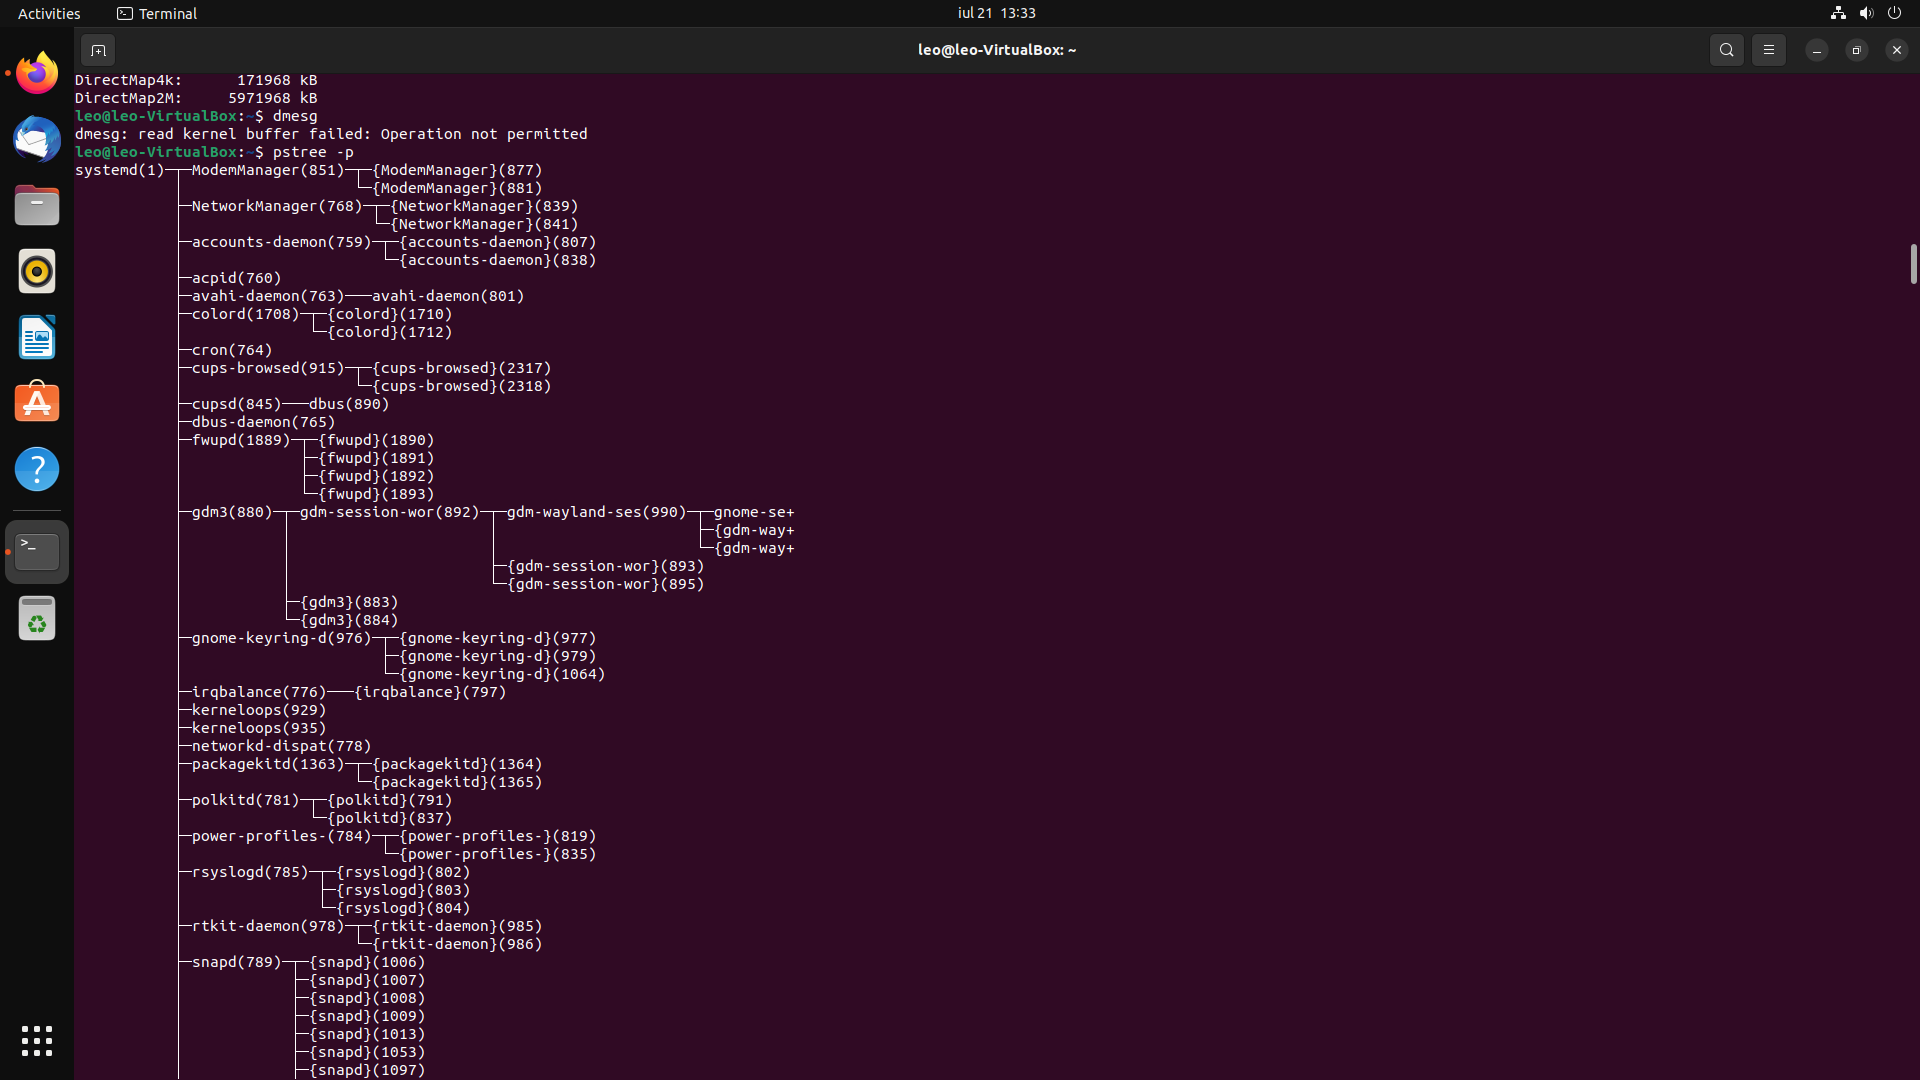 Activities Terminal iul 21 13:33
leo@leo-VirtualBox: ~
DirectMap4k:      171968 kB
DirectMap2M:     5971968 kB
leo@leo-VirtualBox:~$ dmesg
dmesg: read kernel buffer failed: Operation not permitted
leo@leo-VirtualBox:~$ pstree -p
systemd(1)─┬─ModemManager(851)─┬─{ModemManager}(877)
           │                   └─{ModemManager}(881)
           ├─NetworkManager(768)─┬─{NetworkManager}(839)
           │                     └─{NetworkManager}(841)
           ├─accounts-daemon(759)─┬─{accounts-daemon}(807)
           │                      └─{accounts-daemon}(838)
           ├─acpid(760)
           ├─avahi-daemon(763)───avahi-daemon(801)
           ├─colord(1708)─┬─{colord}(1710)
           │              └─{colord}(1712)
           ├─cron(764)
           ├─cups-browsed(915)─┬─{cups-browsed}(2317)
           │                   └─{cups-browsed}(2318)
           ├─cupsd(845)───dbus(890)
           ├─dbus-daemon(765)
           ├─fwupd(1889)─┬─{fwupd}(1890)
           │             ├─{fwupd}(1891)
           │             ├─{fwupd}(1892)
           │             └─{fwupd}(1893)
           ├─gdm3(880)─┬─gdm-session-wor(892)─┬─gdm-wayland-ses(990)─┬─gnome-se+
           │           │                      │                      ├─{gdm-way+
           │           │                      │                      └─{gdm-way+
           │           │                      ├─{gdm-session-wor}(893)
           │           │                      └─{gdm-session-wor}(895)
           │           ├─{gdm3}(883)
           │           └─{gdm3}(884)
           ├─gnome-keyring-d(976)─┬─{gnome-keyring-d}(977)
           │                      ├─{gnome-keyring-d}(979)
           │                      └─{gnome-keyring-d}(1064)
           ├─irqbalance(776)───{irqbalance}(797)
           ├─kerneloops(929)
           ├─kerneloops(935)
           ├─networkd-dispat(778)
           ├─packagekitd(1363)─┬─{packagekitd}(1364)
           │                   └─{packagekitd}(1365)
           ├─polkitd(781)─┬─{polkitd}(791)
           │              └─{polkitd}(837)
           ├─power-profiles-(784)─┬─{power-profiles-}(819)
           │                      └─{power-profiles-}(835)
           ├─rsyslogd(785)─┬─{rsyslogd}(802)
           │               ├─{rsyslogd}(803)
           │               └─{rsyslogd}(804)
           ├─rtkit-daemon(978)─┬─{rtkit-daemon}(985)
           │                   └─{rtkit-daemon}(986)
           ├─snapd(789)─┬─{snapd}(1006)
           │            ├─{snapd}(1007)
           │            ├─{snapd}(1008)
           │            ├─{snapd}(1009)
           │            ├─{snapd}(1013)
           │            ├─{snapd}(1053)
           │            ├─{snapd}(1097)